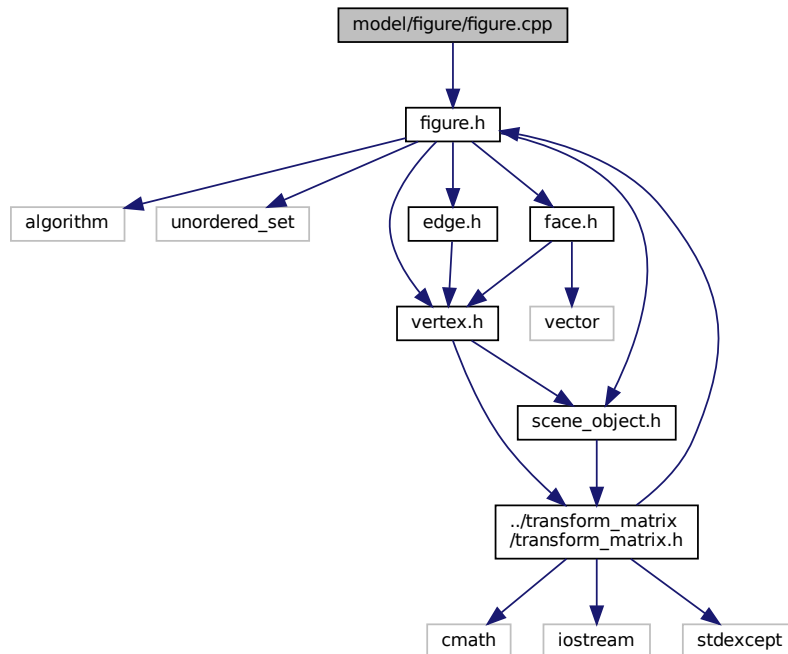 model/figure/figure.cpp
figure.h
algorithm
unordered_set
edge.h
face.h
vertex.h
vector
scene_object.h
../transform_matrix
/transform_matrix.h
cmath
iostream
stdexcept